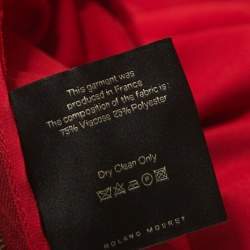 This garment was
produced in France
The composition of the fabric is:
75% Viscose 25% Polyester
Dry Clean Only
ROLAND MOURET